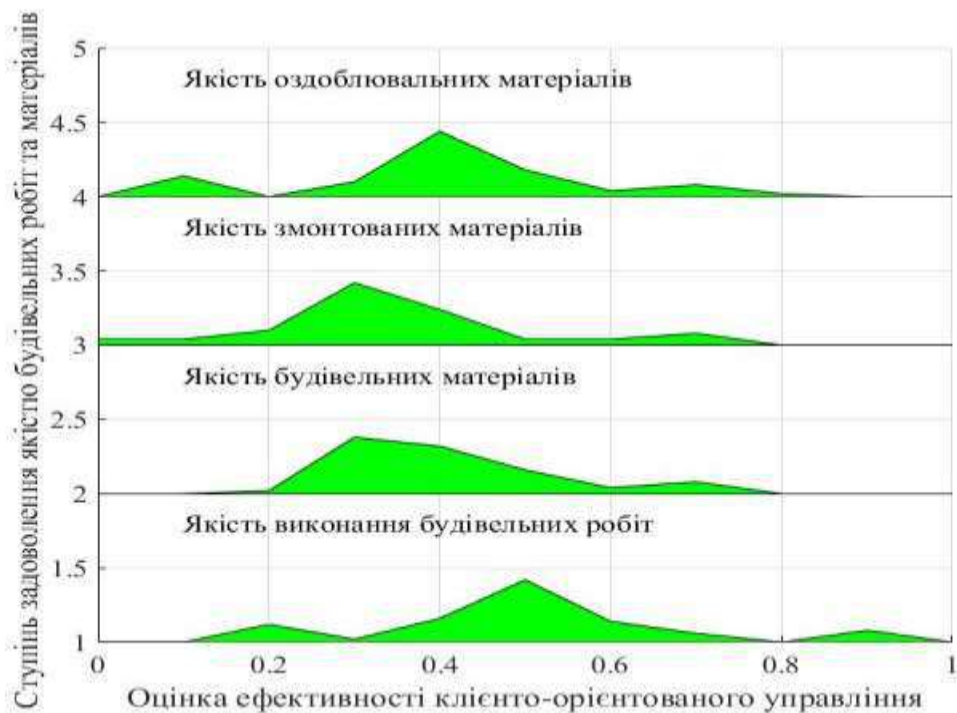 Ступінь задоволення якістю будівельних робіт та матеріалів
5
Якість оздоблювальних матеріалів
4.5
4
Якість змонтованих матеріалів
3.5
3
Якість будівельних матеріалів
2.5
2
Якість виконання будівельних робіт
1.5
1
0 0.2 0.4 0.6 0.8 1
Оцінка ефективності клієнто-орієнтованого управління